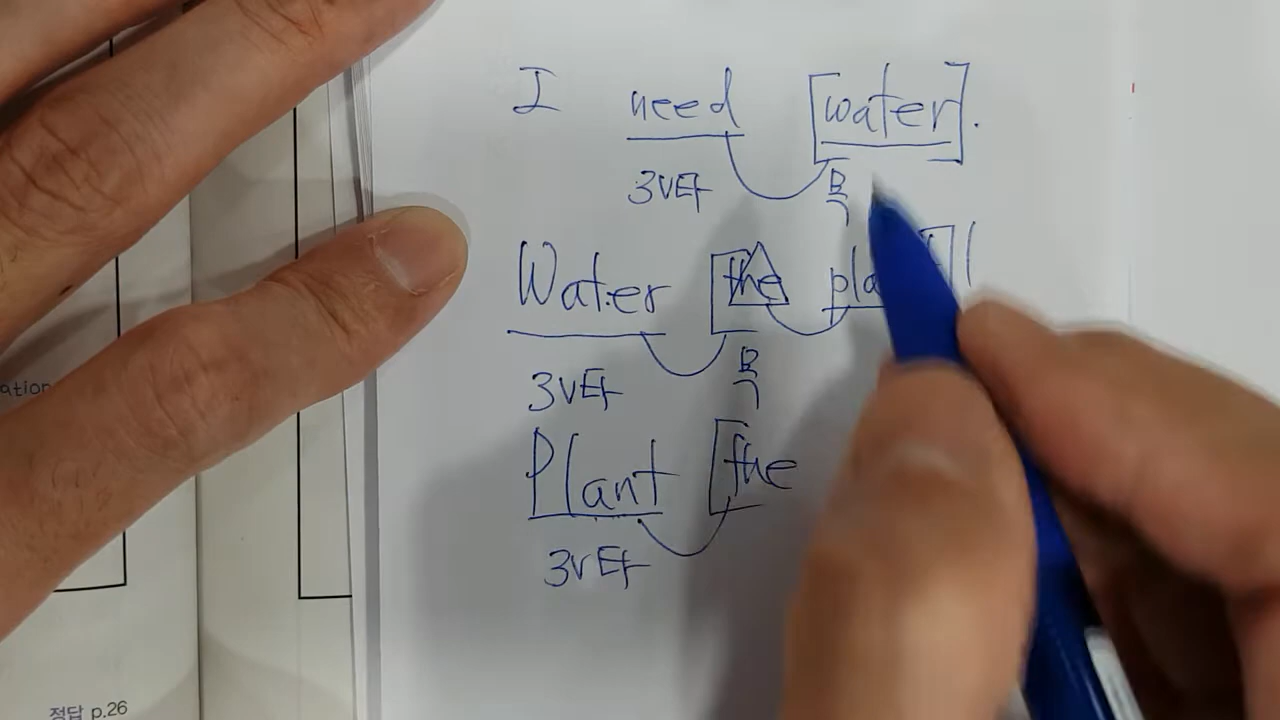 I need [water].
3V타 목
Water [the
3V타 목
Plant [the
3V타
ation
정답 p.26